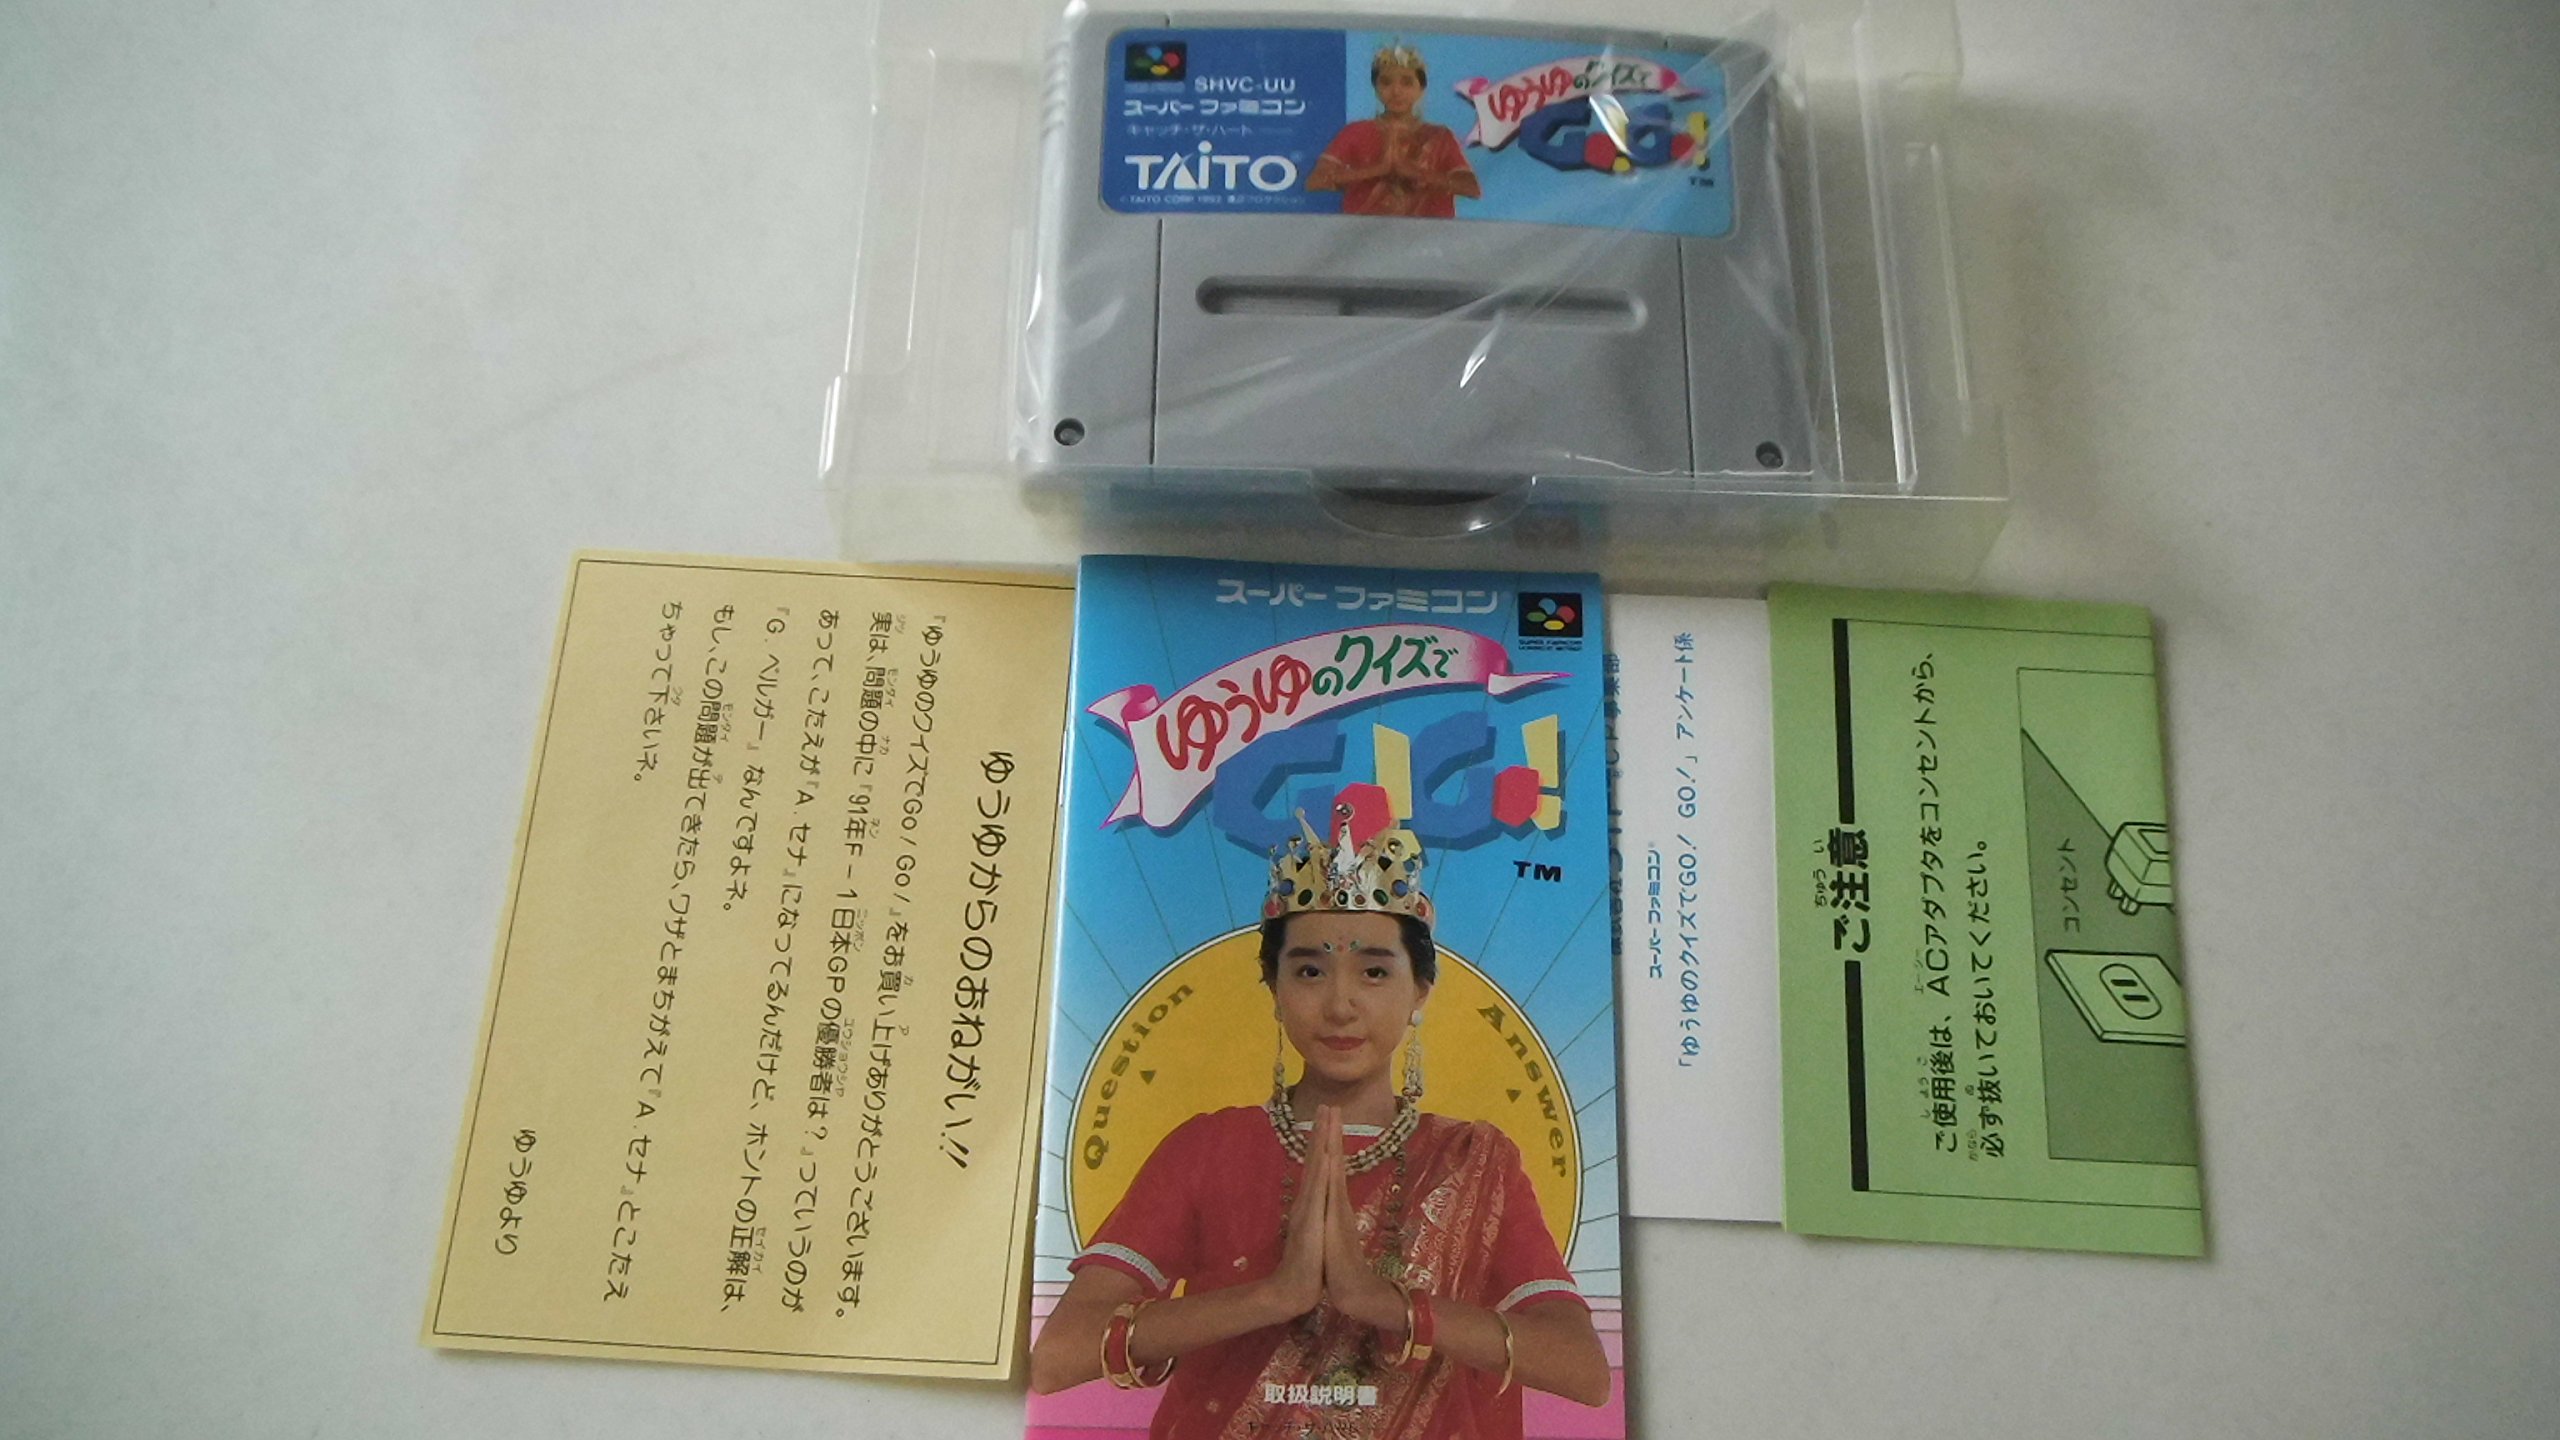 SHVC-UU
スーパーファミコン
キャッチ・ザ・ハート
TAITO
© TAITO CORP. 1992
ゆうゆのクイズで
GO!GO!
TM
ゆうゆからのおねがい!!
『ゆうゆのクイズでGO!GO!』をお買い上げありがとうございます。
実は、問題の中に『91年F-1日本GPの優勝者は?』っていうのが
あって、こたえが『A.セナ』になってるんだけど、ホントの正解は、
『G.ベルガー』なんですよネ。
もし、この問題が出てきたら、ワザとまちがえて『A.セナ』とこたえ
ちゃって下さいネ。
ゆうゆより
スーパーファミコン
ゆうゆのクイズで
GO!GO!
TM
Question
Answer
取扱説明書
キャッチ・ザ・ハート
スーパーファミコン
「ゆうゆのクイズでGO! GO!」アンケート係
ご注意
ご使用後は、ACアダプタをコンセントから、
必ず抜いておいてください。
コンセント